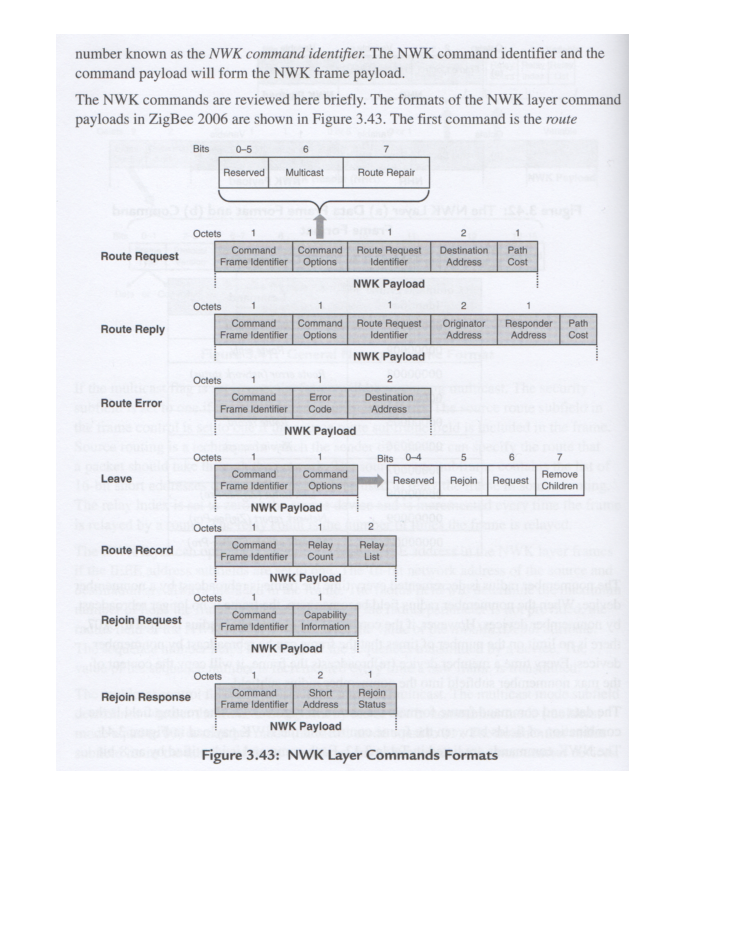 number known as the NWK command identifier. The NWK command identifier and the
command payload will form the NWK frame payload.
The NWK commands are reviewed here briefly. The formats of the NWK layer command
payloads in ZigBee 2006 are shown in Figure 3.43. The first command is the route
Bits 0–5 6 7
Reserved Multicast Route Repair
Octets 1 1 1 2 1
Route Request
Command Frame Identifier Command Options Route Request Identifier Destination Address Path Cost
NWK Payload
Octets 1 1 1 2 1
Route Reply
Command Frame Identifier Command Options Route Request Identifier Originator Address Responder Address Path Cost
NWK Payload
Octets 1 1 2
Route Error
Command Frame Identifier Error Code Destination Address
NWK Payload
Octets 1 1 Bits 0–4 5 6 7
Leave
Command Frame Identifier Command Options Reserved Rejoin Request Remove Children
NWK Payload
Octets 1 1 2
Route Record
Command Frame Identifier Relay Count Relay List
NWK Payload
Octets 1 1
Rejoin Request
Command Frame Identifier Capability Information
NWK Payload
Octets 1 2 1
Rejoin Response
Command Frame Identifier Short Address Rejoin Status
NWK Payload
Figure 3.43: NWK Layer Commands Formats